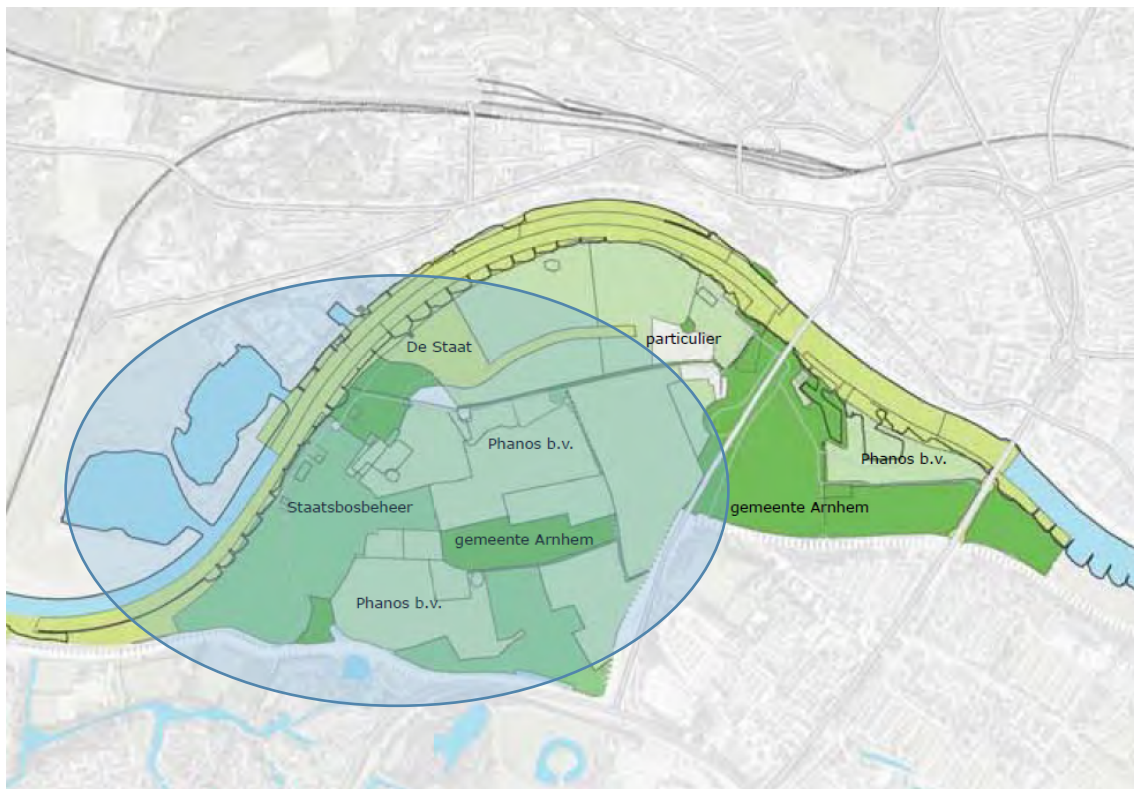 particulier
De Staat
Phanos b.v.
Phanos b.v.
Staatsbosbeheer
gemeente Arnhem
gemeente Arnhem
Phanos b.v.